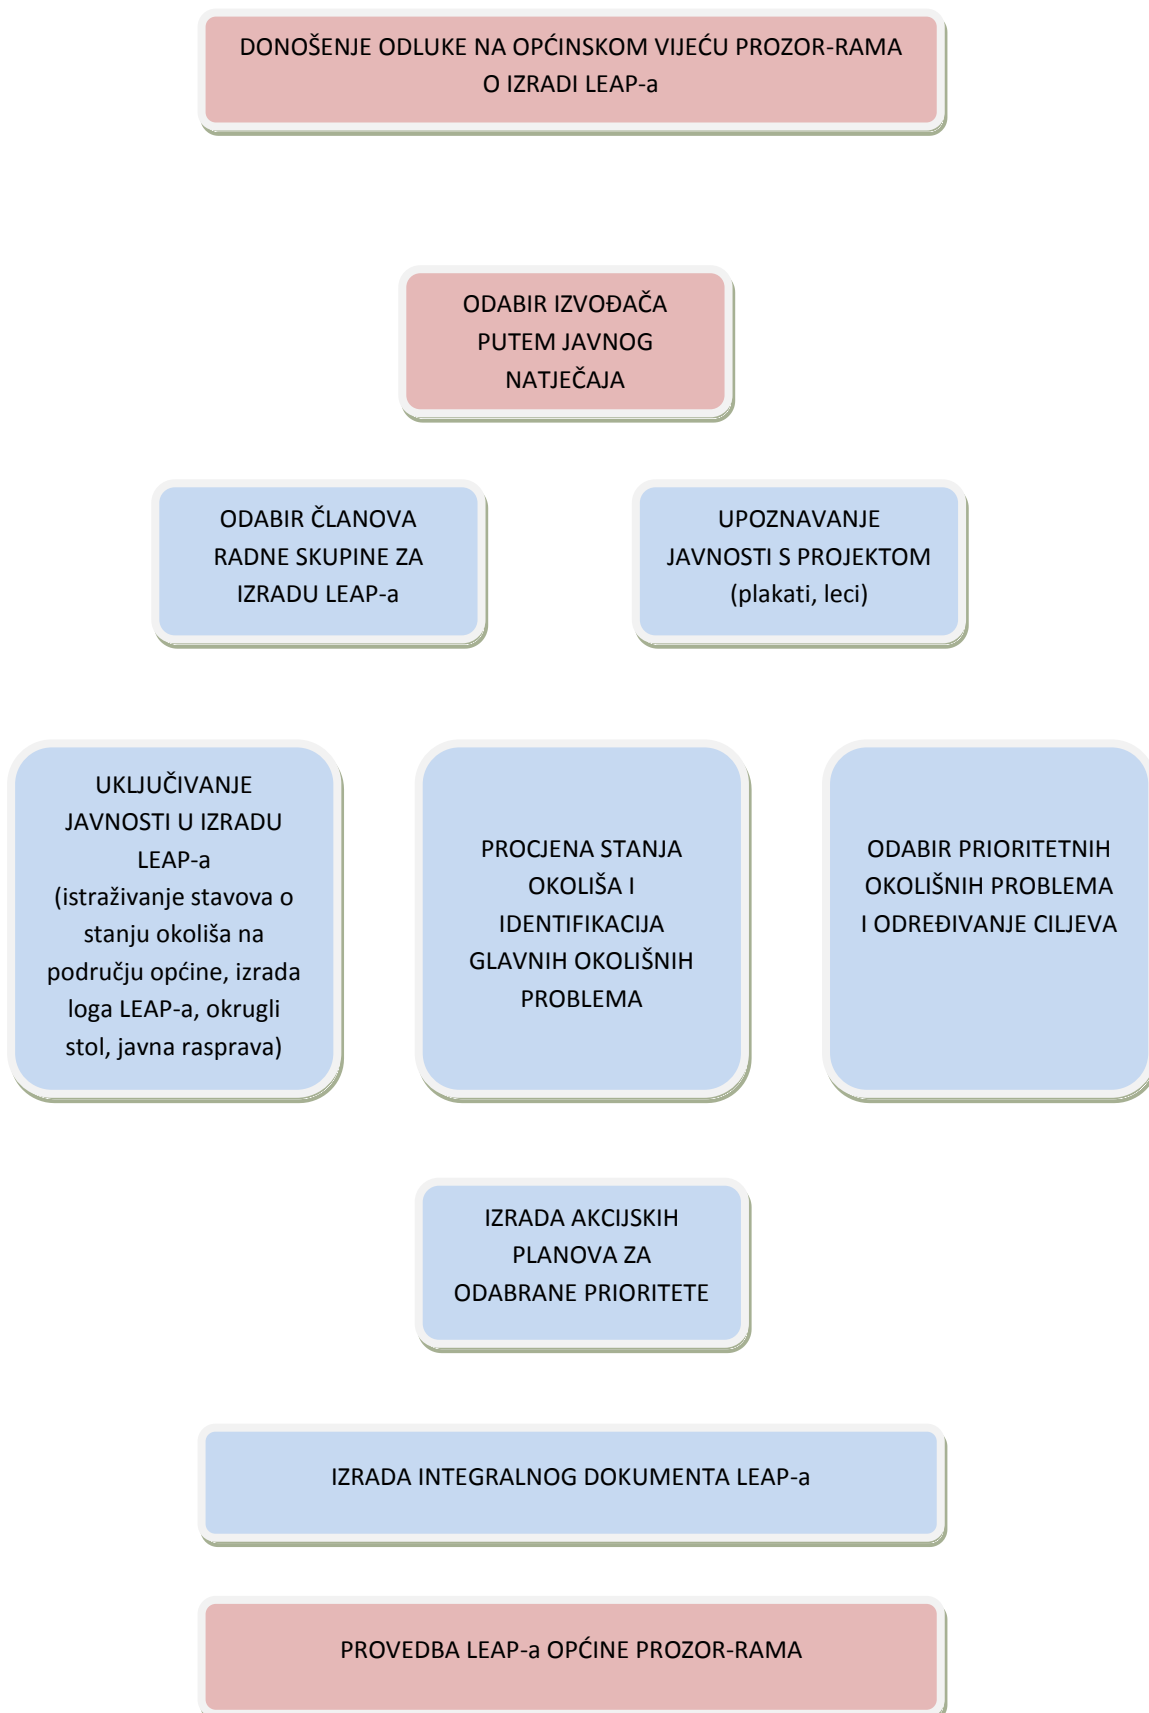 DONOŠENJE ODLUKE NA OPĆINSKOM VIJEĆU PROZOR-RAMA
O IZRADI LEAP-a
ODABIR IZVOĐAČA
PUTEM JAVNOG
NATJEČAJA
ODABIR ČLANOVA
RADNE SKUPINE ZA
IZRADU LEAP-a
UPOZNAVANJE
JAVNOSTI S PROJEKTOM
(plakati, leci)
UKLJUČIVANJE
JAVNOSTI U IZRADU
LEAP-a
(istraživanje stavova o
stanju okoliša na
području općine, izrada
loga LEAP-a, okrugli
stol, javna rasprava)
PROCJENA STANJA
OKOLIŠA I
IDENTIFIKACIJA
GLAVNIH OKOLIŠNIH
PROBLEMA
ODABIR PRIORITETNIH
OKOLIŠNIH PROBLEMA
I ODREĐIVANJE CILJEVA
IZRADA AKCIJSKIH
PLANOVA ZA
ODABRANE PRIORITETE
IZRADA INTEGRALNOG DOKUMENTA LEAP-a
PROVEDBA LEAP-a OPĆINE PROZOR-RAMA